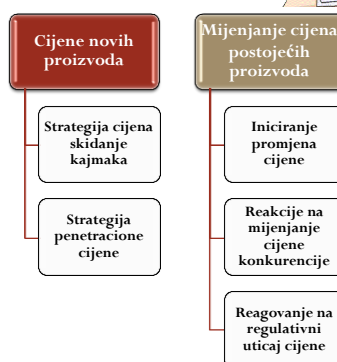 Cijene novih
proizvoda
Strategija cijena
skidanje
kajmaka
Strategija
penetracione
cijene
Mijenjanje cijena
postojećih
proizvoda
Iniciranje
promjena
cijene
Reakcije na
mijenjanje
cijene
konkurencije
Reagovanje na
regulativni
uticaj cijene